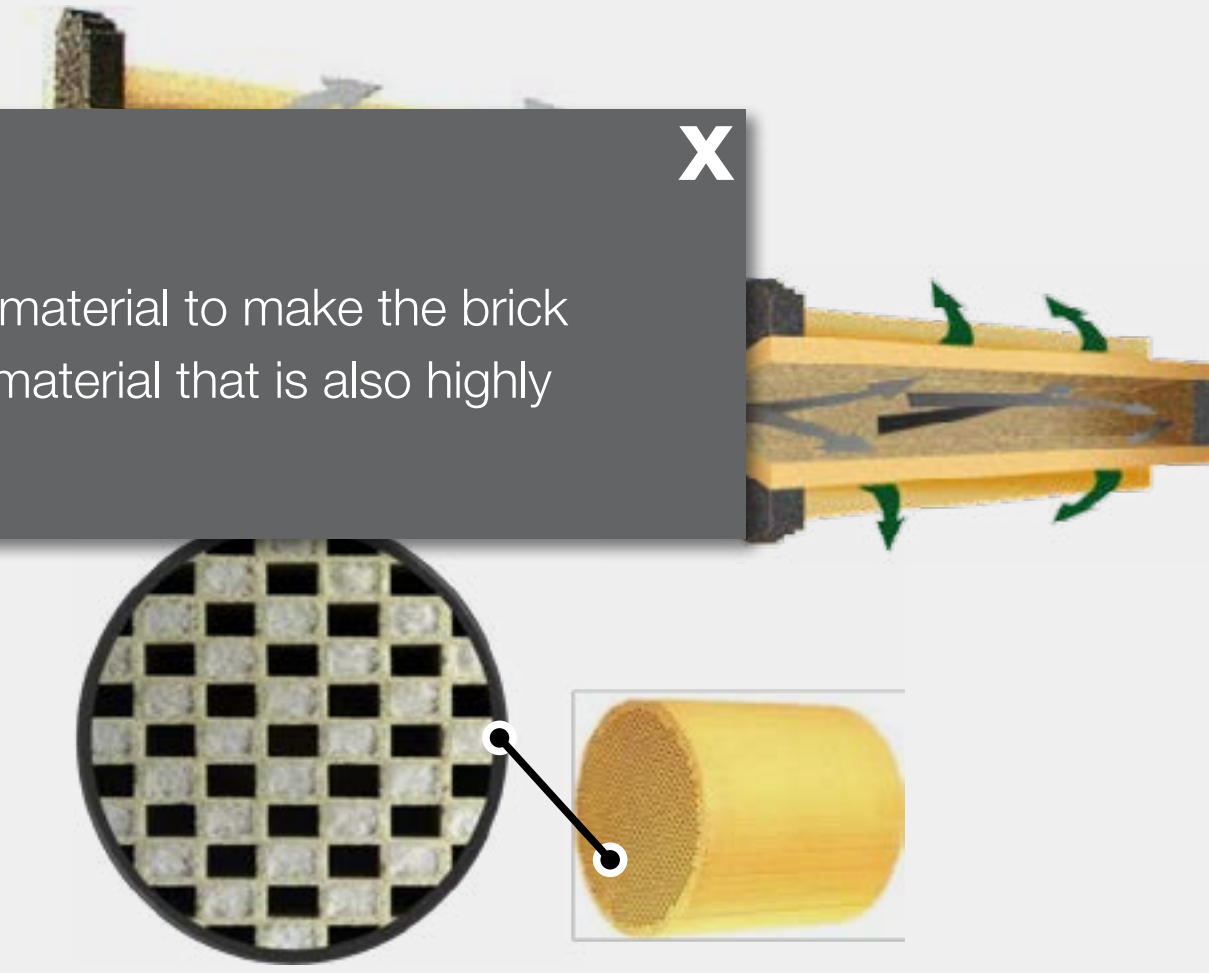 X
material to make the brick
material that is also highly